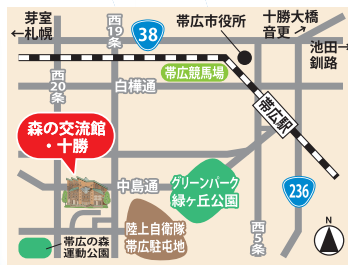 芽室
←札幌
西
19
条
38
帯広市役所
十勝大橋
音更↗
池田→
釧路
西
20
条
白樺通
帯広競馬場
帯広駅
森の交流館
・十勝
中島通
グリーンパーク
緑ヶ丘公園
236
陸上自衛隊
帯広駐屯地
西
5
条
帯広の森
運動公園
N